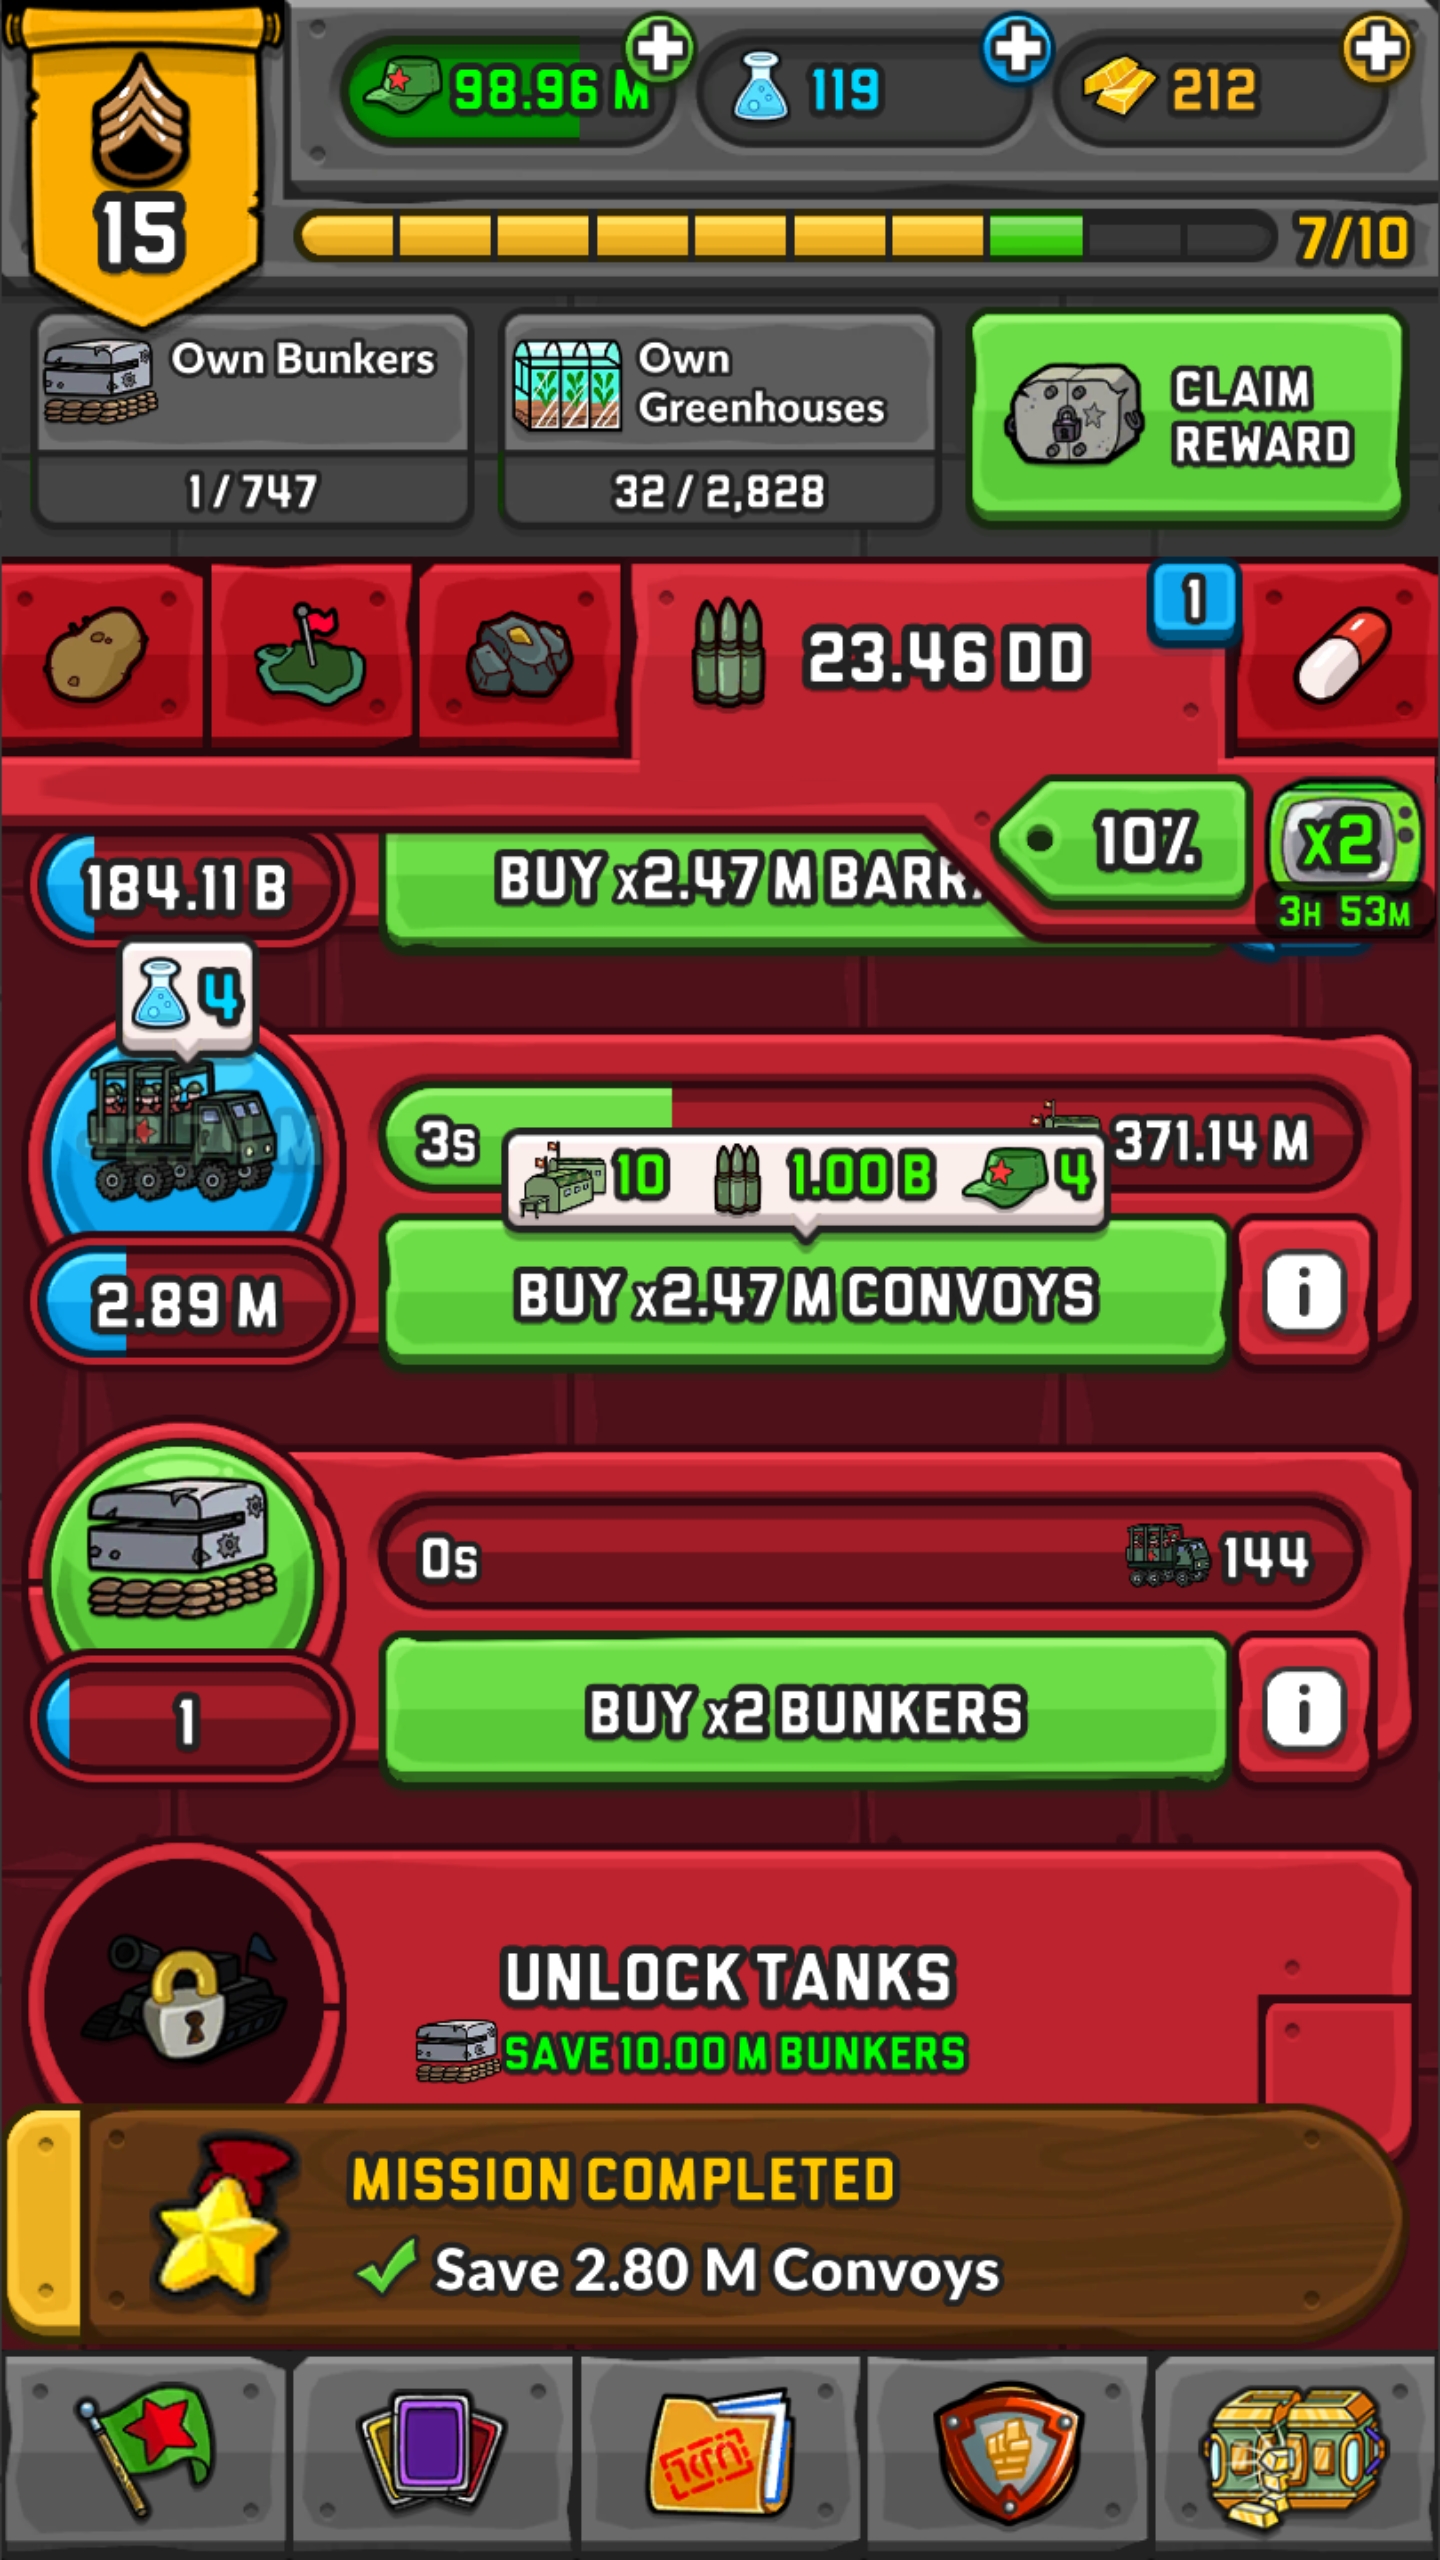 98.96 M
119
212
15
7/10
Own Bunkers
1 / 747
Own
Greenhouses
32 / 2,828
CLAIM
REWARD
23.46 DD
1
10%
x2
3H 53M
184.11 B
BUY x2.47 M BARR
4
3s
371.14 M
10
1.00 B
4
2.89 M
BUY x2.47 M CONVOYS
i
0s
144
1
BUY x2 BUNKERS
i
UNLOCK TANKS
SAVE 10.00 M BUNKERS
MISSION COMPLETED
Save 2.80 M Convoys